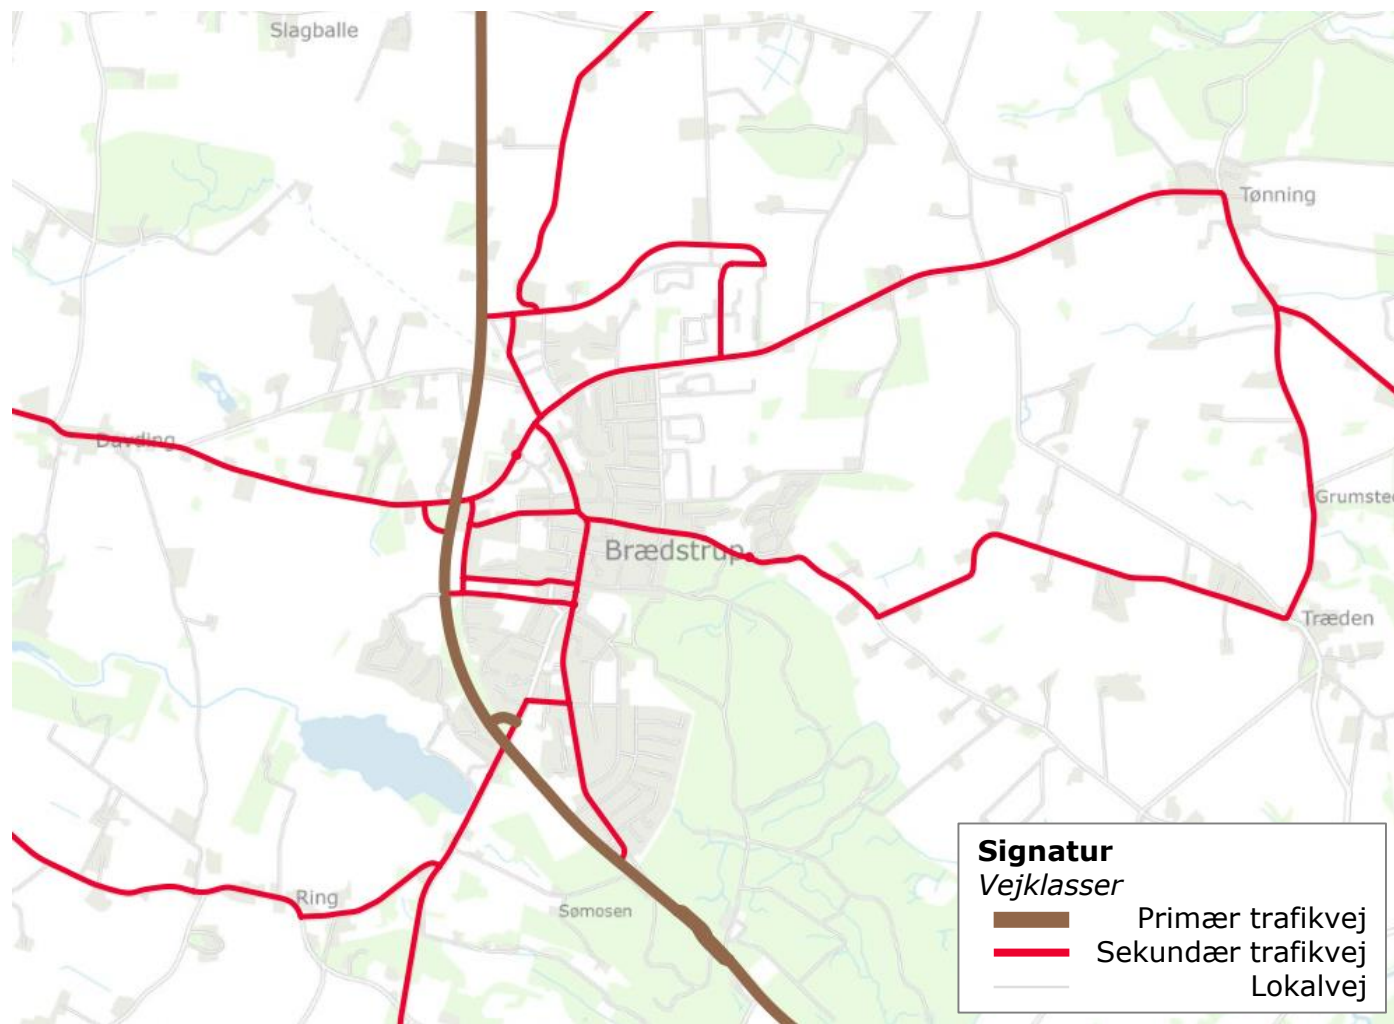 Slagballe
Tønning
Davding
Grumste
Brædstrup
Træden
Ring
Sømosen
Signatur
Vejklasser
Primær trafikvej
Sekundær trafikvej
Lokalvej